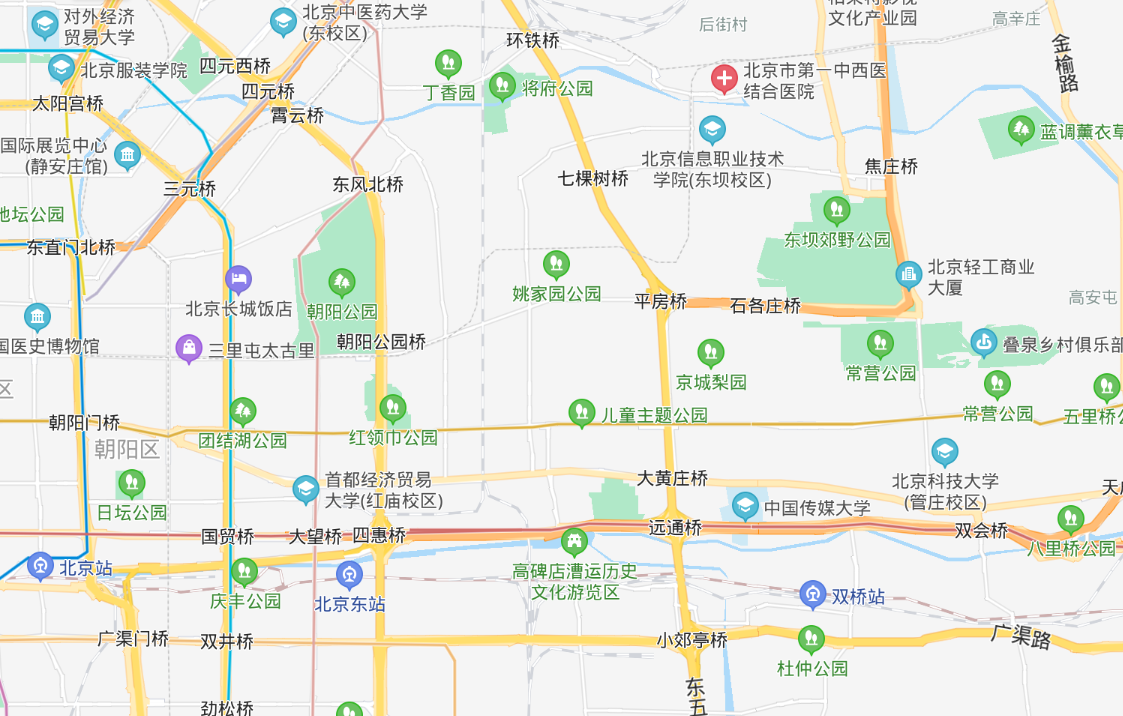 北京中医药大学
(东校区)
对外经济
贸易大学
文化产业园
后街村
高辛庄
环铁桥
金榆路
四元西桥
北京服装学院
北京市第一中西医
结合医院
丁香园
将府公园
四元桥
太阳宫桥
霄云桥
蓝调薰衣草
国际展览中心
(静安庄馆)
北京信息职业技术
学院(东坝校区)
焦庄桥
七棵树桥
三元桥
东风北桥
地坛公园
东坝郊野公园
东直门北桥
北京轻工商业
大厦
姚家园公园
平房桥
石各庄桥
高安屯
北京长城饭店
朝阳公园
国医史博物馆
三里屯太古里
朝阳公园桥
叠泉乡村俱乐部
常营公园
京城梨园
区
常营公园
五里桥公
儿童主题公园
朝阳门桥
团结湖公园
红领巾公园
朝阳区
大黄庄桥
首都经济贸易
大学(红庙校区)
北京科技大学
(管庄校区)
日坛公园
中国传媒大学
远通桥
双会桥
国贸桥
大望桥
四惠桥
八里桥公园
北京站
高碑店漕运历史
文化游览区
庆丰公园
北京东站
双桥站
广渠门桥
双井桥
小郊亭桥
广渠路
杜仲公园
东五
劲松桥